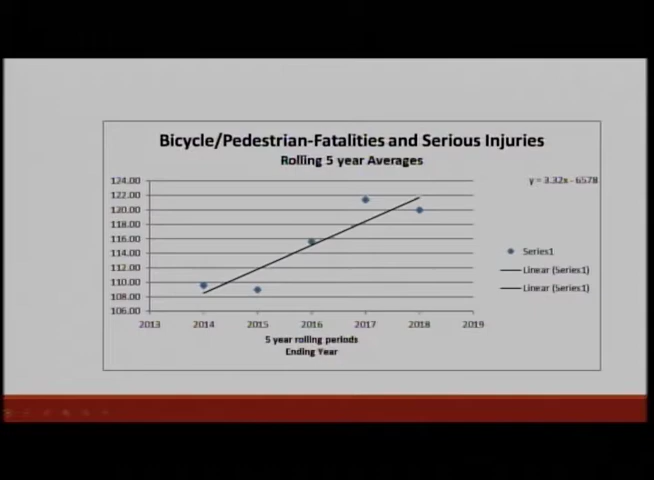 Bicycle/Pedestrian-Fatalities and Serious Injuries
Rolling 5 year Averages
y = 3.32x - 6578
124.00
122.00
120.00
118.00
116.00
114.00
112.00
110.00
108.00
106.00
2013 2014 2015 2016 2017 2018 2019
5 year rolling periods
Ending Year
Series1
Linear (Series1)
Linear (Series1)